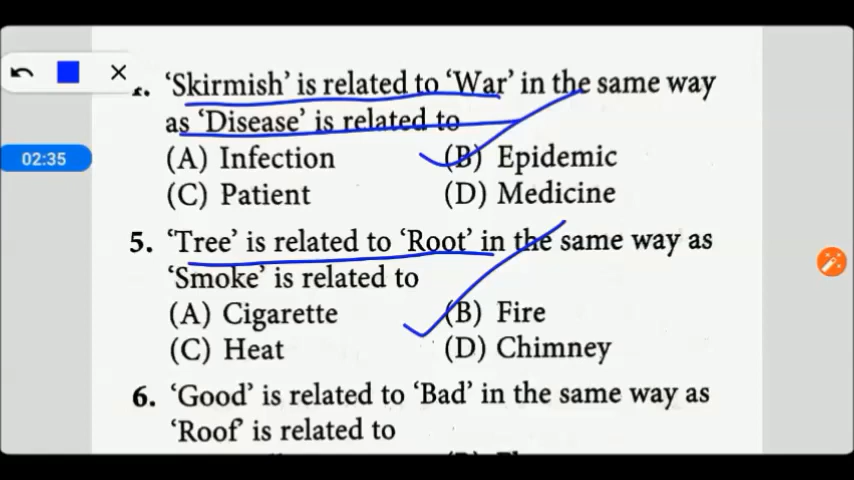 'Skirmish' is related to 'War' in the same way
as 'Disease' is related to
02:35
(A) Infection (B) Epidemic
(C) Patient (D) Medicine
5. 'Tree' is related to 'Root' in the same way as
'Smoke' is related to
(A) Cigarette (B) Fire
(C) Heat (D) Chimney
6. 'Good' is related to 'Bad' in the same way as
'Roof' is related to